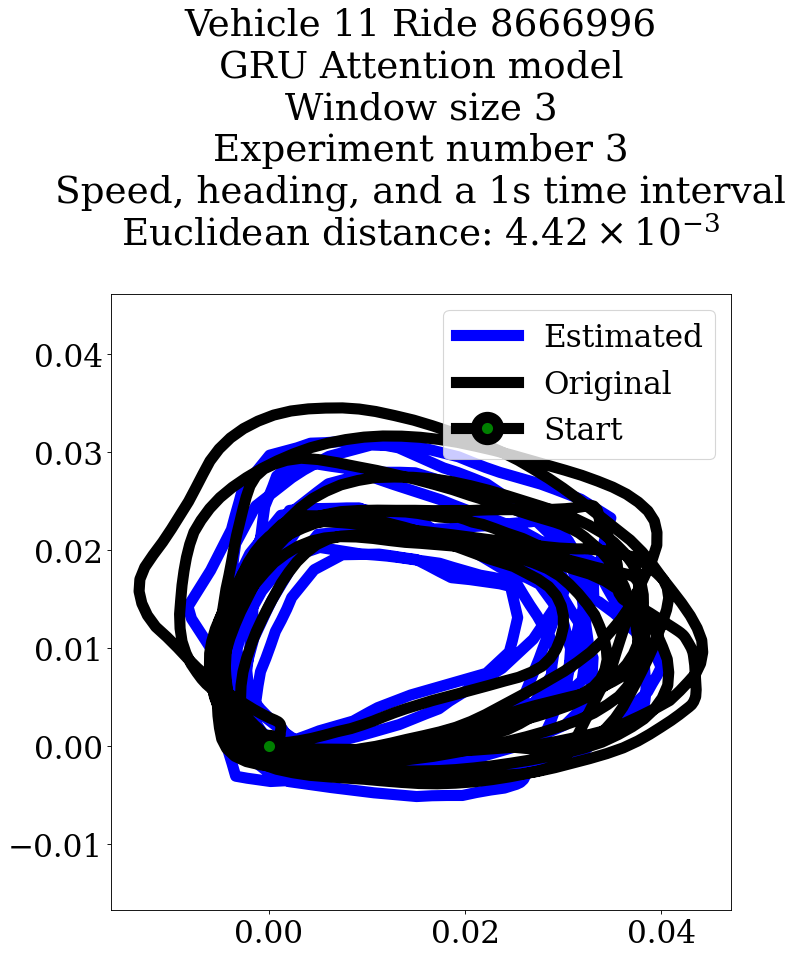 Vehicle 11 Ride 8666996
GRU Attention model
Window size 3
Experiment number 3
Speed, heading, and a 1s time interval
Euclidean distance: 4.42 × 10⁻³
Estimated
Original
Start
0.04
0.03
0.02
0.01
0.00
−0.01
0.00
0.02
0.04